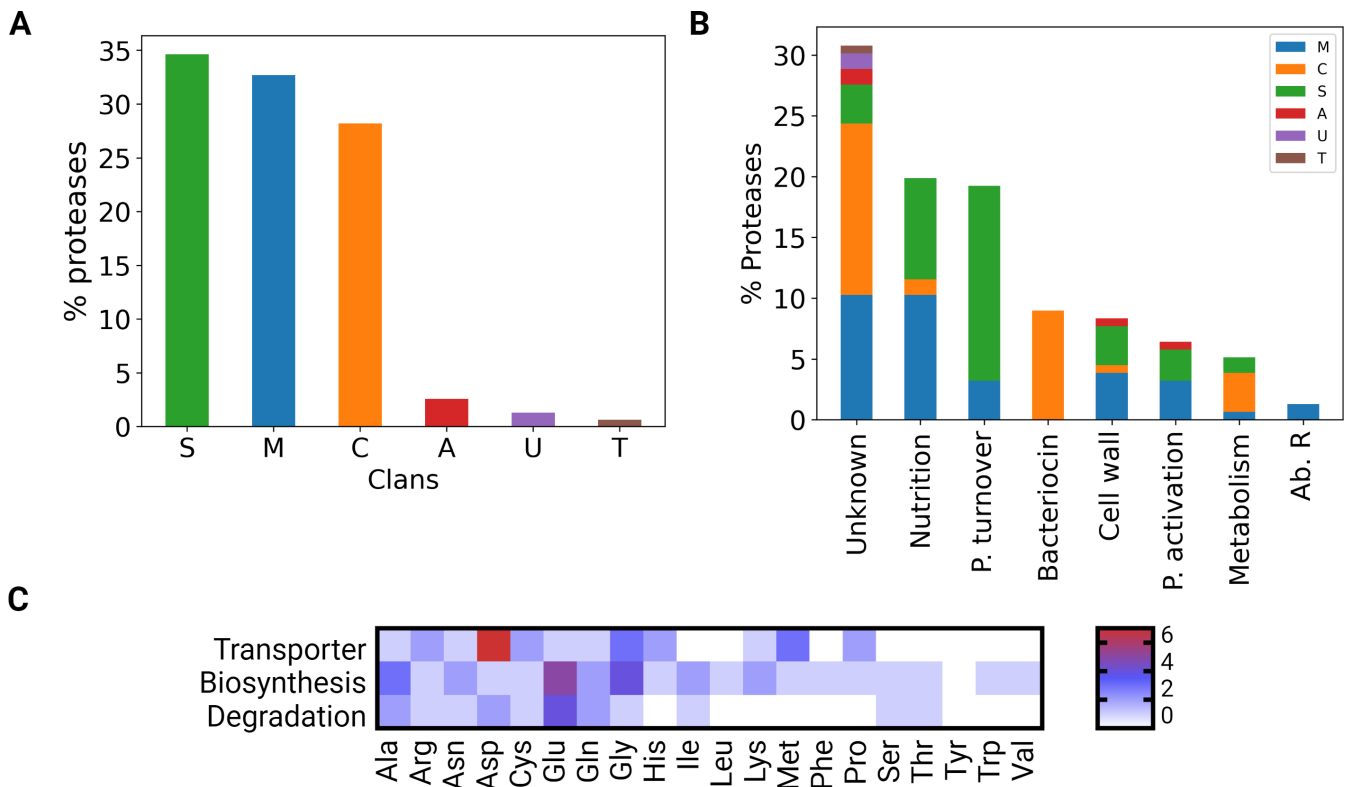 A
% proteases
35
30
25
20
15
10
5
0
S M C A U T
Clans
B
% Proteases
30
25
20
15
10
5
0
M
C
S
A
U
T
Unknown
Nutrition
P. turnover
Bacteriocin
Cell wall
P. activation
Metabolism
Ab. R
C
Transporter
Biosynthesis
Degradation
6
4
2
0
Ala
Arg
Asn
Asp
Cys
Glu
Gln
Gly
His
Ile
Leu
Lys
Met
Phe
Pro
Ser
Thr
Tyr
Trp
Val